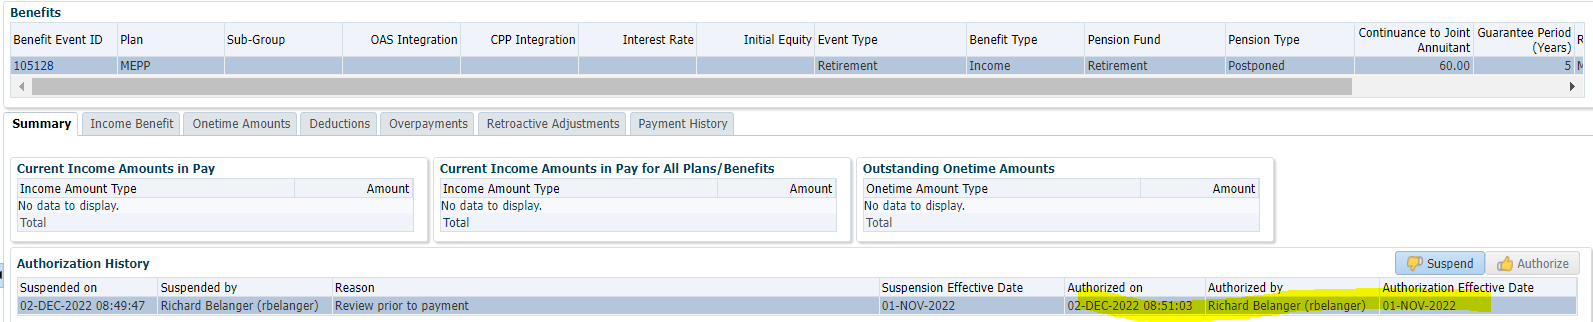 Benefits
Benefit Event ID Plan Sub-Group OAS Integration CPP Integration Interest Rate Initial Equity Event Type Benefit Type Pension Fund Pension Type Continuance to Joint Annuitant Guarantee Period (Years) R
105128 MEPP Retirement Income Retirement Postponed 60.00 5 M
Summary Income Benefit Onetime Amounts Deductions Overpayments Retroactive Adjustments Payment History
Current Income Amounts in Pay Current Income Amounts in Pay for All Plans/Benefits Outstanding Onetime Amounts
Income Amount Type Amount Income Amount Type Amount Onetime Amount Type Amount
No data to display. No data to display. No data to display.
Total Total Total
Authorization History Suspend Authorize
Suspended on Suspended by Reason Suspension Effective Date Authorized on Authorized by Authorization Effective Date
02-DEC-2022 08:49:47 Richard Belanger (rbelanger) Review prior to payment 01-NOV-2022 02-DEC-2022 08:51:03 Richard Belanger (rbelanger) 01-NOV-2022